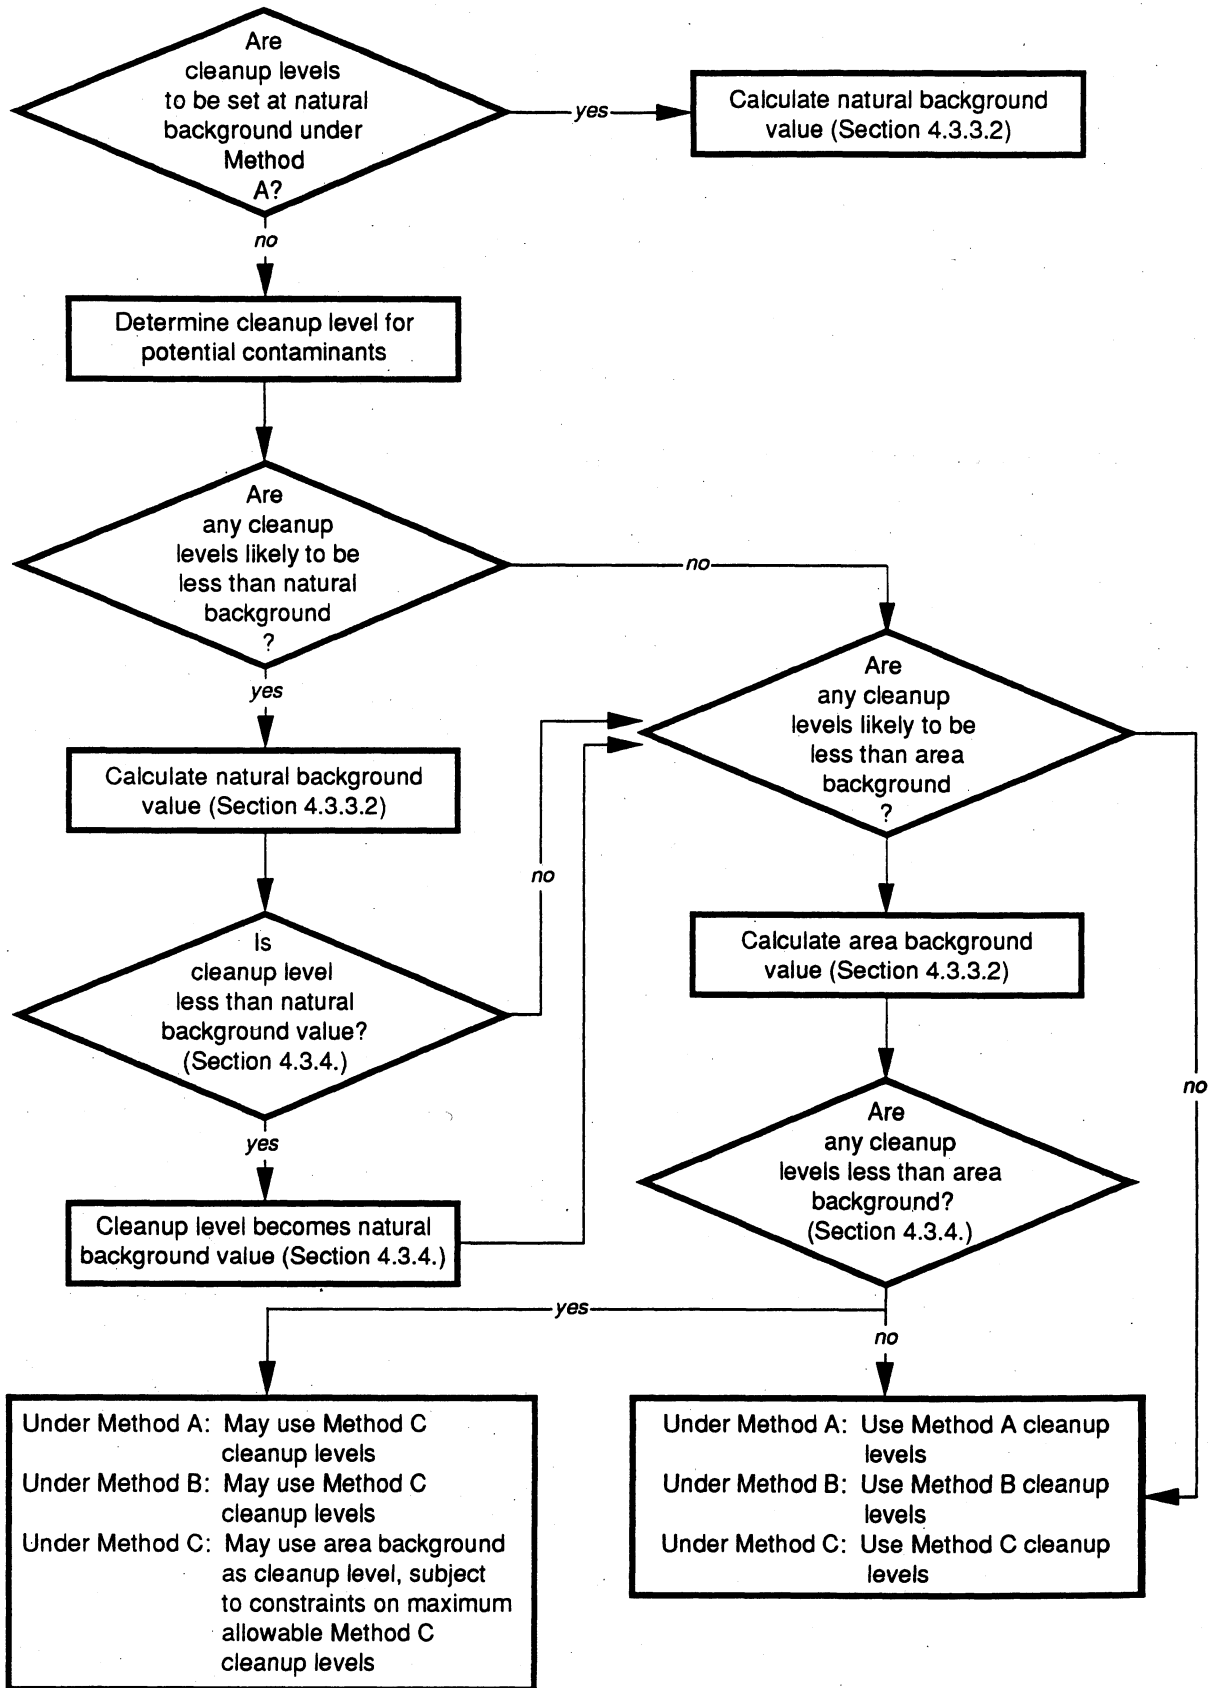 Are
cleanup levels
to be set at natural
background under
Method
A?
yes
Calculate natural background
value (Section 4.3.3.2)
no
Determine cleanup level for
potential contaminants
Are
any cleanup
levels likely to be
less than natural
background
?
no
yes
Are
any cleanup
levels likely to be
less than area
background
?
Calculate natural background
value (Section 4.3.3.2)
no
Calculate area background
value (Section 4.3.3.2)
Is
cleanup level
less than natural
background value?
(Section 4.3.4.)
no
yes
Are
any cleanup
levels less than area
background?
(Section 4.3.4.)
Cleanup level becomes natural
background value (Section 4.3.4.)
yes
no
Under Method A: May use Method C
cleanup levels
Under Method B: May use Method C
cleanup levels
Under Method C: May use area background
as cleanup level, subject
to constraints on maximum
allowable Method C
cleanup levels
Under Method A: Use Method A cleanup
levels
Under Method B: Use Method B cleanup
levels
Under Method C: Use Method C cleanup
levels